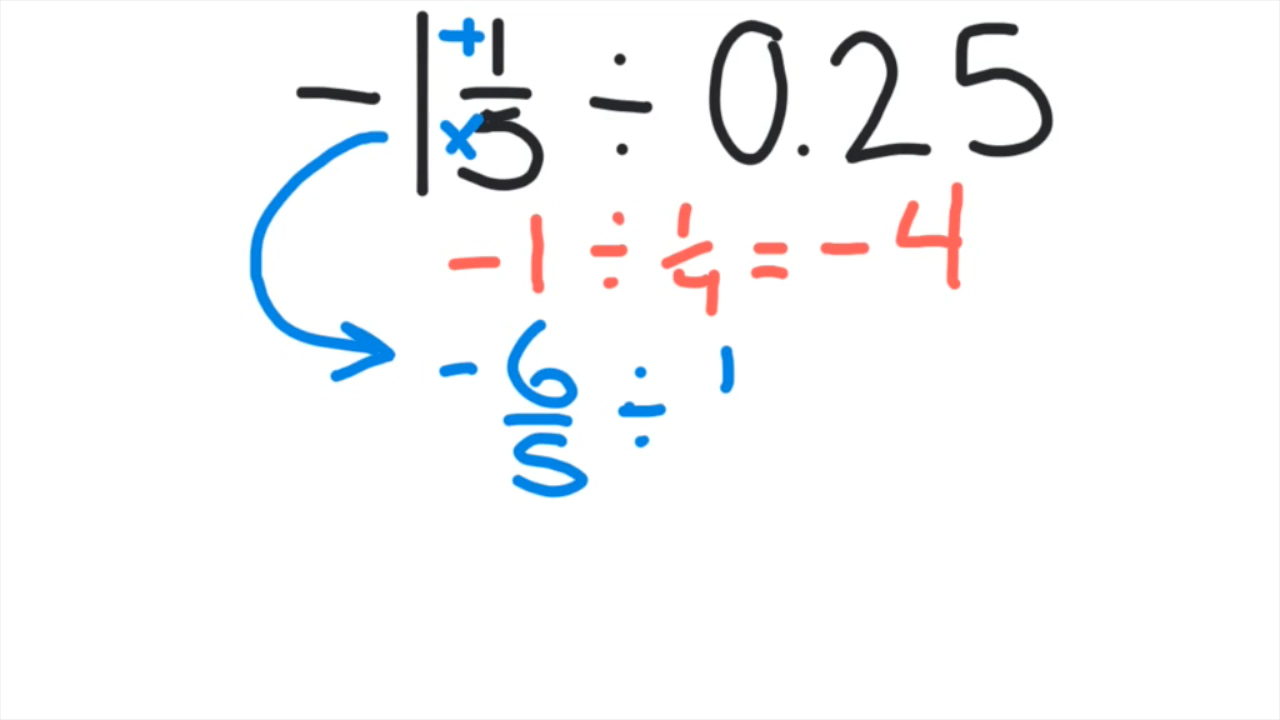 -1 1/5 ÷ 0.25
+
x
-1 ÷ 1/4 = -4
-6/5 ÷ 1